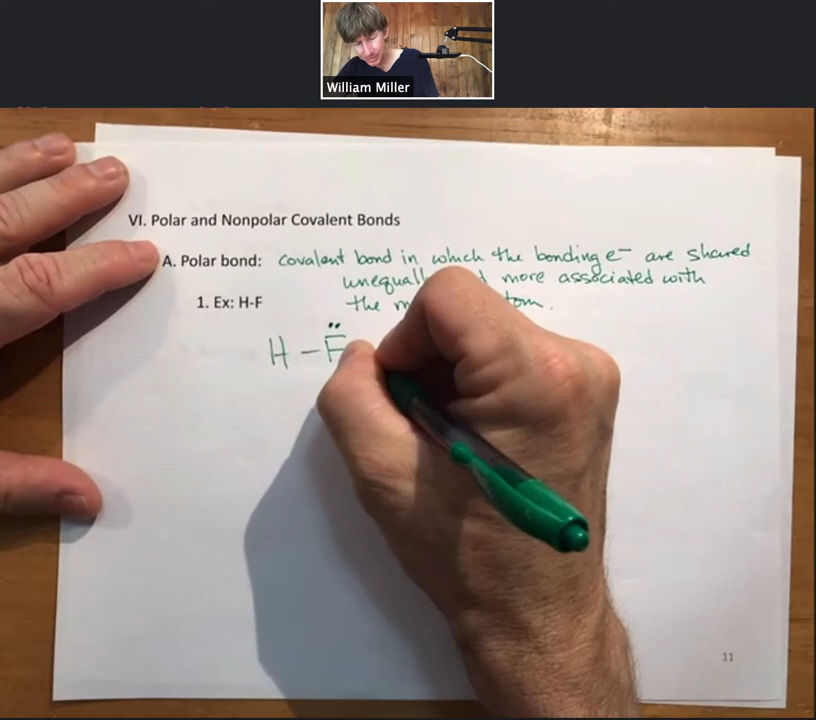 William Miller
VI. Polar and Nonpolar Covalent Bonds
A. Polar bond: covalent bond in which the bonding e⁻ are shared
more associated with
1. Ex: H-F the
H - F
11